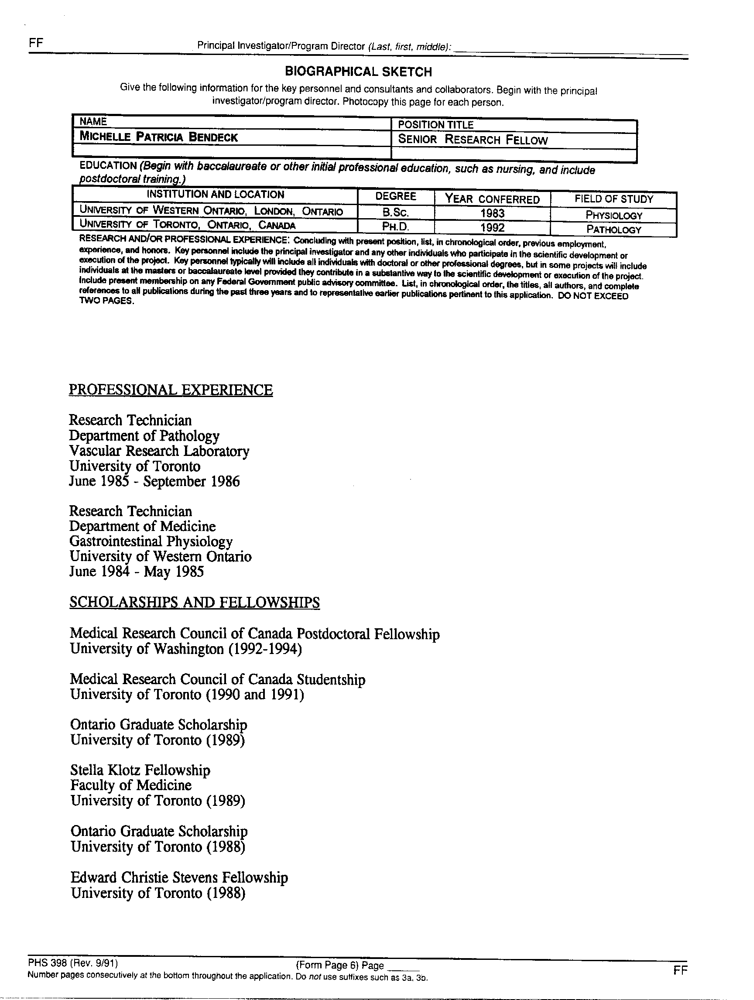 FF
Principal Investigator/Program Director (Last, first, middle):
BIOGRAPHICAL SKETCH
Give the following information for the key personnel and consultants and collaborators. Begin with the principal
investigator/program director. Photocopy this page for each person.
NAME
POSITION TITLE
MICHELLE PATRICIA BENDECK
SENIOR RESEARCH FELLOW
EDUCATION (Begin with baccalaureate or other initial professional education, such as nursing, and include
postdoctoral training.)
INSTITUTION AND LOCATION DEGREE YEAR CONFERRED FIELD OF STUDY
UNIVERSITY OF WESTERN ONTARIO, LONDON, ONTARIO B.SC. 1983 PHYSIOLOGY
UNIVERSITY OF TORONTO, ONTARIO, CANADA PH.D. 1992 PATHOLOGY
RESEARCH AND/OR PROFESSIONAL EXPERIENCE: Concluding with present position, list, in chronological order, previous employment,
experience, and honors. Key personnel include the principal investigator and any other individuals who participate in the scientific development or
execution of the project. Key personnel typically will include all individuals with doctoral or other professional degrees, but in some projects will include
individuals at the masters or baccalaureate level provided they contribute in a substantive way to the scientific development or execution of the project.
Include present membership on any Federal Government public advisory committee. List, in chronological order, the titles, all authors, and complete
references to all publications during the past three years and to representative earlier publications pertinent to this application. DO NOT EXCEED
TWO PAGES.
PROFESSIONAL EXPERIENCE
Research Technician
Department of Pathology
Vascular Research Laboratory
University of Toronto
June 1985 - September 1986
Research Technician
Department of Medicine
Gastrointestinal Physiology
University of Western Ontario
June 1984 - May 1985
SCHOLARSHIPS AND FELLOWSHIPS
Medical Research Council of Canada Postdoctoral Fellowship
University of Washington (1992-1994)
Medical Research Council of Canada Studentship
University of Toronto (1990 and 1991)
Ontario Graduate Scholarship
University of Toronto (1989)
Stella Klotz Fellowship
Faculty of Medicine
University of Toronto (1989)
Ontario Graduate Scholarship
University of Toronto (1988)
Edward Christie Stevens Fellowship
University of Toronto (1988)
PHS 398 (Rev. 9/91) (Form Page 6) Page
Number pages consecutively at the bottom throughout the application. Do not use suffixes such as 3a, 3b.
FF